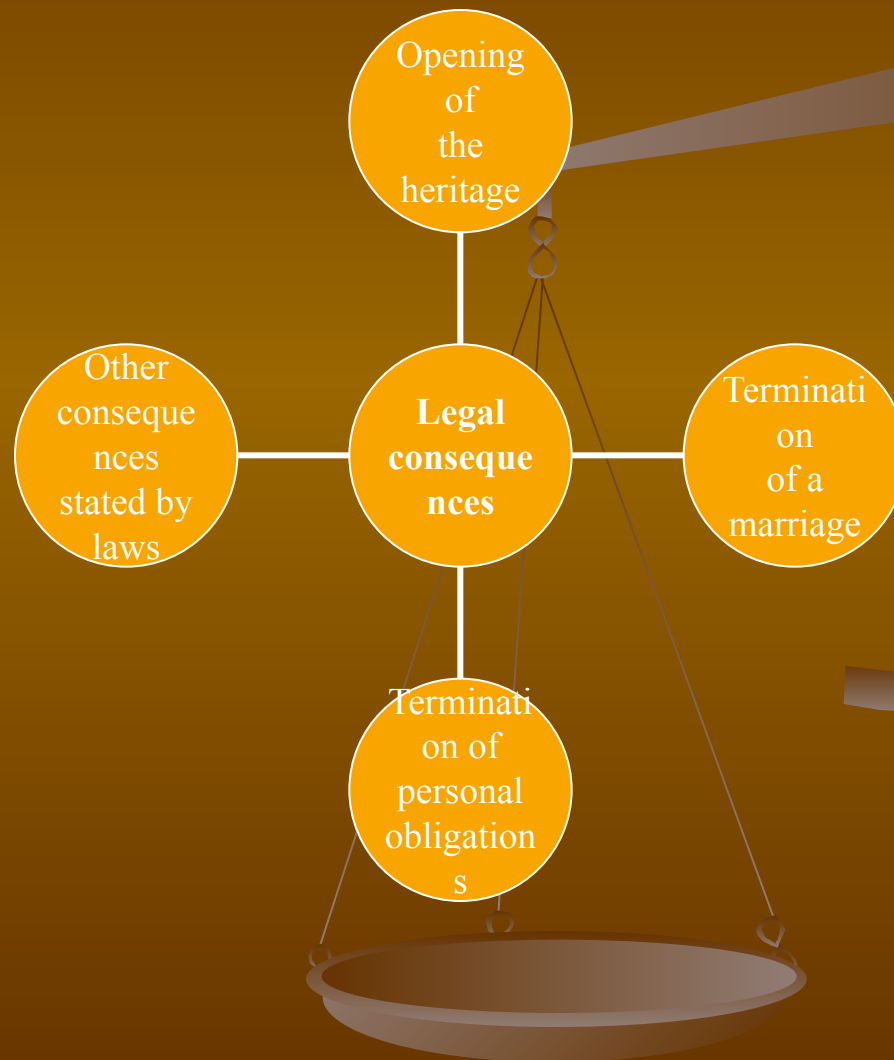 Opening
of
the
heritage
Other
conseque
nces
stated by
laws
Legal
conseque
nces
Terminati
on
of a
marriage
Terminati
on of
personal
obligation
s